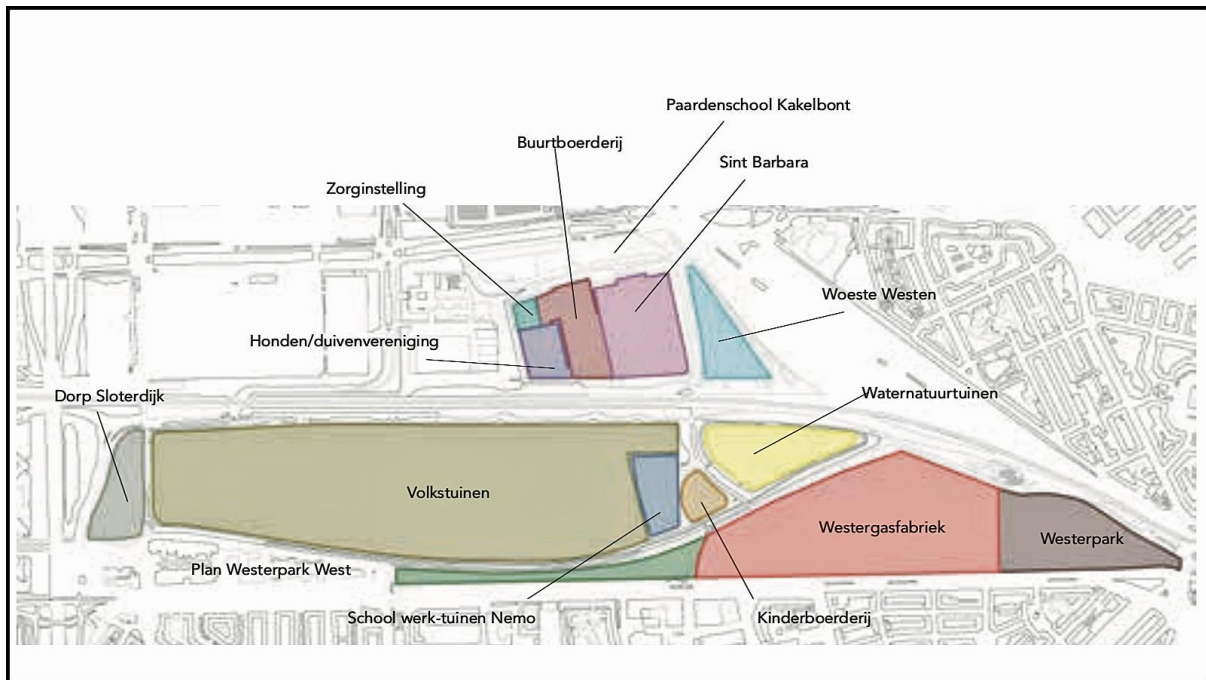 Paardenschool Kakelbont
Buurtboerderij
Sint Barbara
Zorginstelling
Woeste Westen
Honden/duivenvereniging
Dorp Sloterdijk
Waternatuurtuinen
Volkstuinen
Westergasfabriek
Westerpark
Plan Westerpark West
School werk-tuinen Nemo
Kinderboerderij